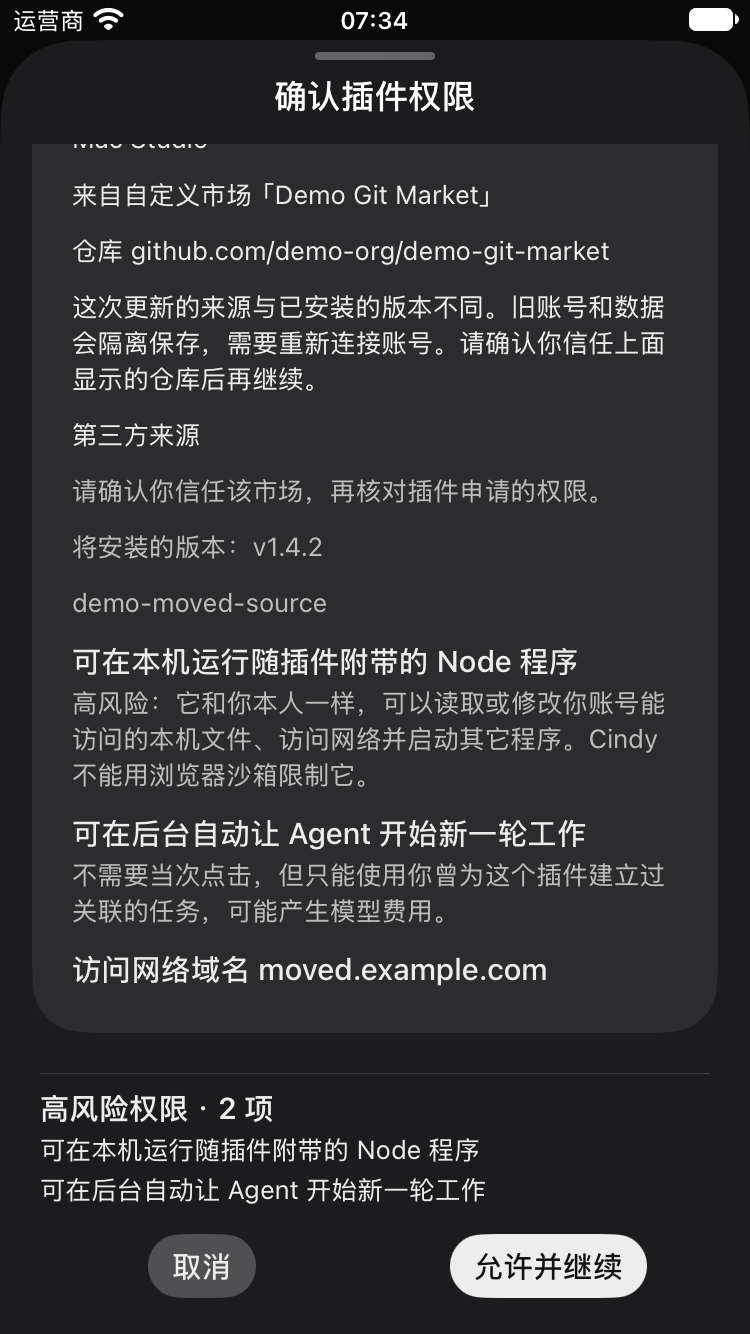 运营商
07:34
确认插件权限
Mac Studio
来自自定义市场「Demo Git Market」
仓库 github.com/demo-org/demo-git-market
这次更新的来源与已安装的版本不同。旧账号和数据
会隔离保存，需要重新连接账号。请确认你信任上面
显示的仓库后再继续。
第三方来源
请确认你信任该市场，再核对插件申请的权限。
将安装的版本：v1.4.2
demo-moved-source
可在本机运行随插件附带的 Node 程序
高风险：它和你本人一样，可以读取或修改你账号能
访问的本机文件、访问网络并启动其它程序。Cindy
不能用浏览器沙箱限制它。
可在后台自动让 Agent 开始新一轮工作
不需要当次点击，但只能使用你曾为这个插件建立过
关联的任务，可能产生模型费用。
访问网络域名 moved.example.com
高风险权限 · 2 项
可在本机运行随插件附带的 Node 程序
可在后台自动让 Agent 开始新一轮工作
取消
允许并继续